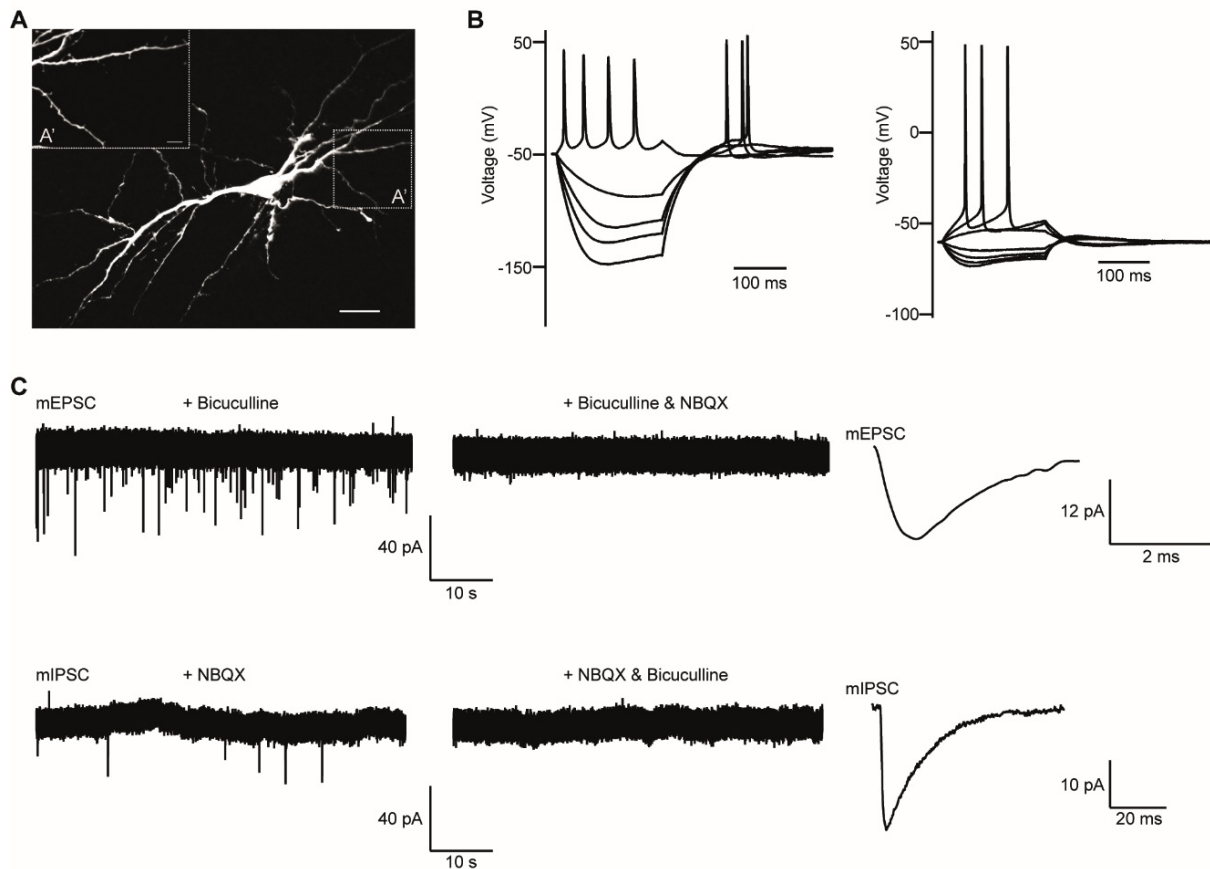 A
A'
A'
B
Voltage (mV)
50
-50
-150
100 ms
Voltage (mV)
50
0
-50
-100
100 ms
C
mEPSC + Bicuculline
40 pA
10 s
+ Bicuculline & NBQX
mEPSC
12 pA
2 ms
mIPSC + NBQX
40 pA
10 s
+ NBQX & Bicuculline
mIPSC
10 pA
20 ms